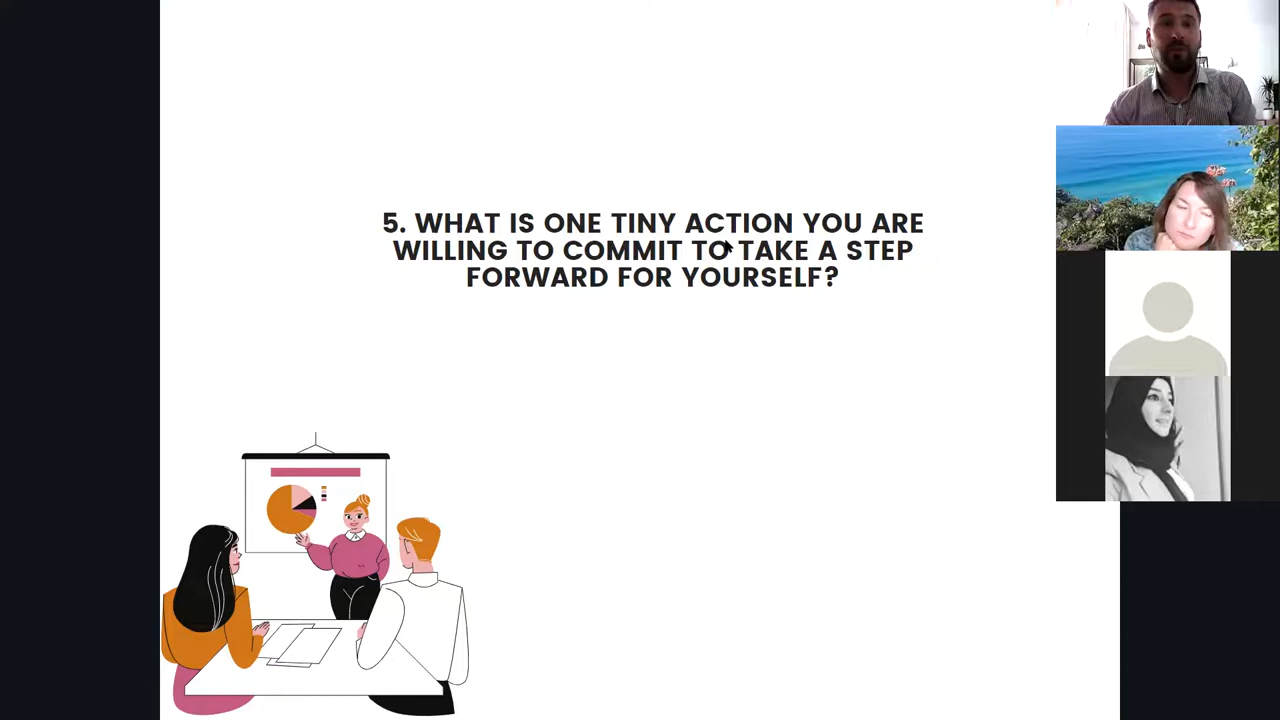 5. WHAT IS ONE TINY ACTION YOU ARE
WILLING TO COMMIT TO TAKE A STEP
FORWARD FOR YOURSELF?